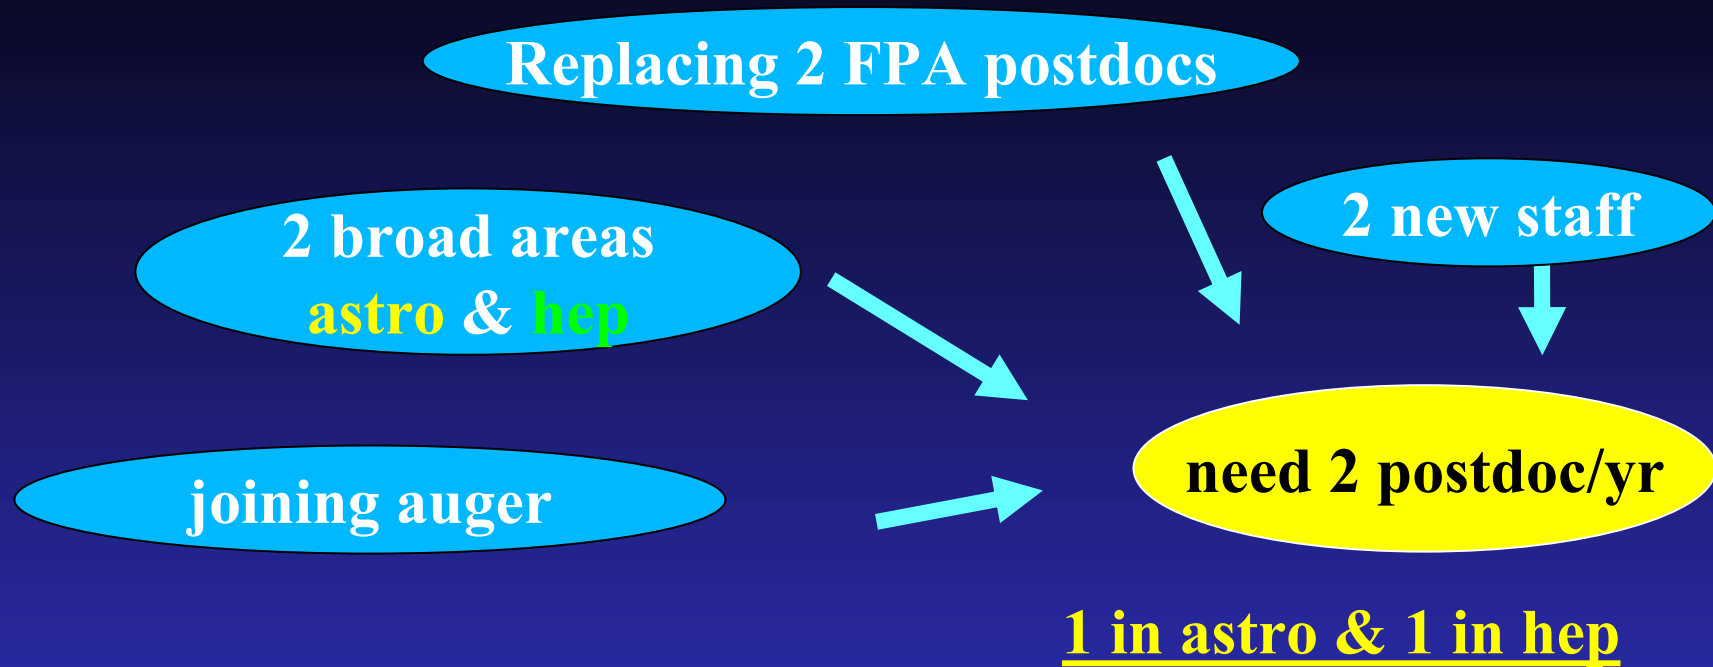 Replacing 2 FPA postdocs
2 new staff
2 broad areas
astro & hep
need 2 postdoc/yr
joining auger
1 in astro & 1 in hep